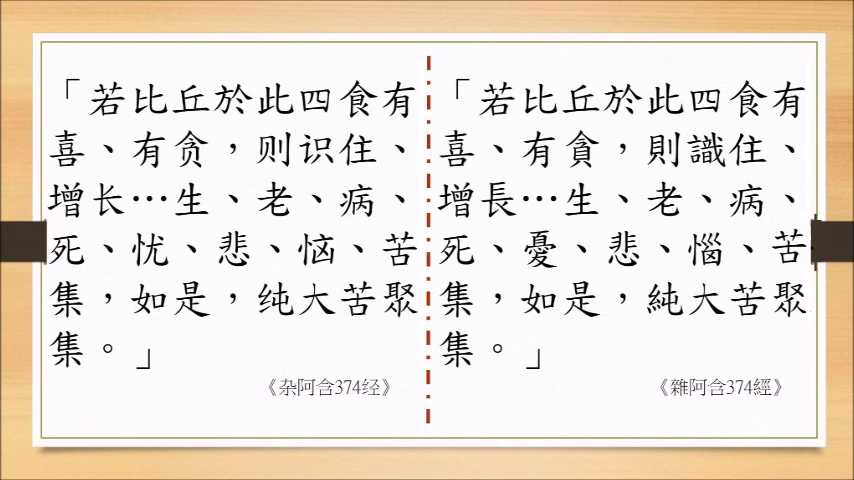 「若比丘於此四食有
喜、有贪，则识住、
增长…生、老、病、
死、忧、悲、恼、苦
集，如是，纯大苦聚
集。」
《杂阿含374经》
「若比丘於此四食有
喜、有貪，則識住、
增長…生、老、病、
死、憂、悲、惱、苦
集，如是，純大苦聚
集。」
《雜阿含374經》